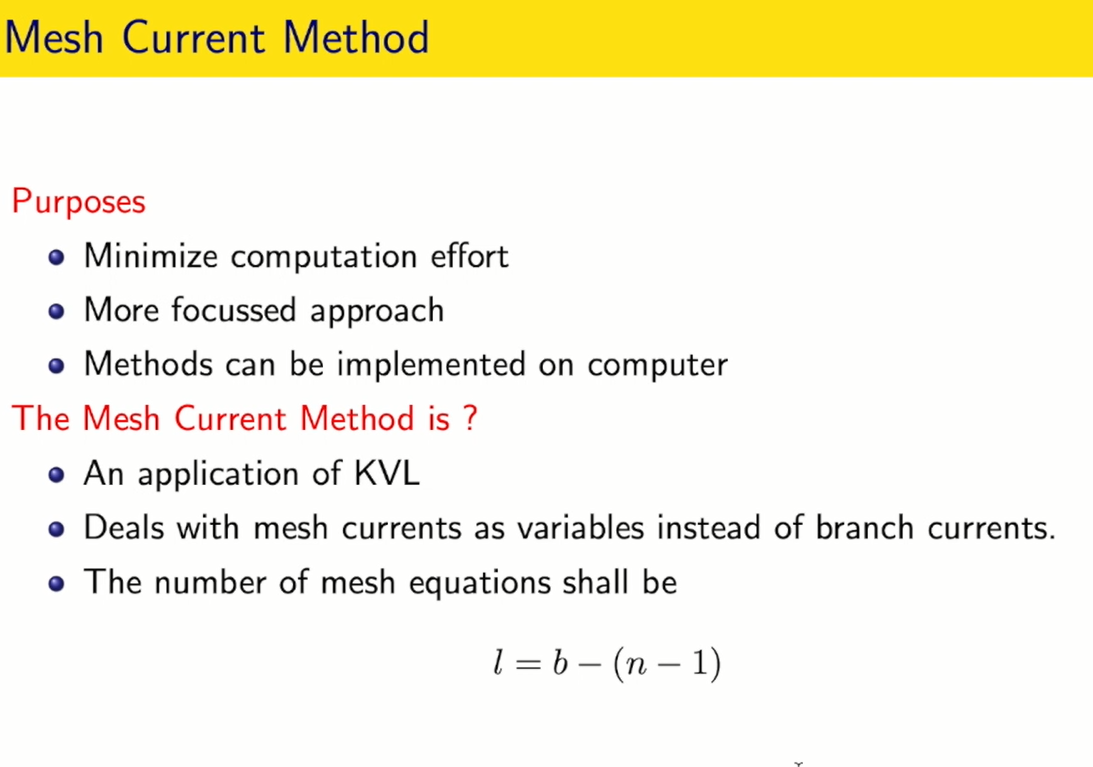 Mesh Current Method
Purposes
Minimize computation effort
More focussed approach
Methods can be implemented on computer
The Mesh Current Method is ?
An application of KVL
Deals with mesh currents as variables instead of branch currents.
The number of mesh equations shall be
l = b − (n − 1)